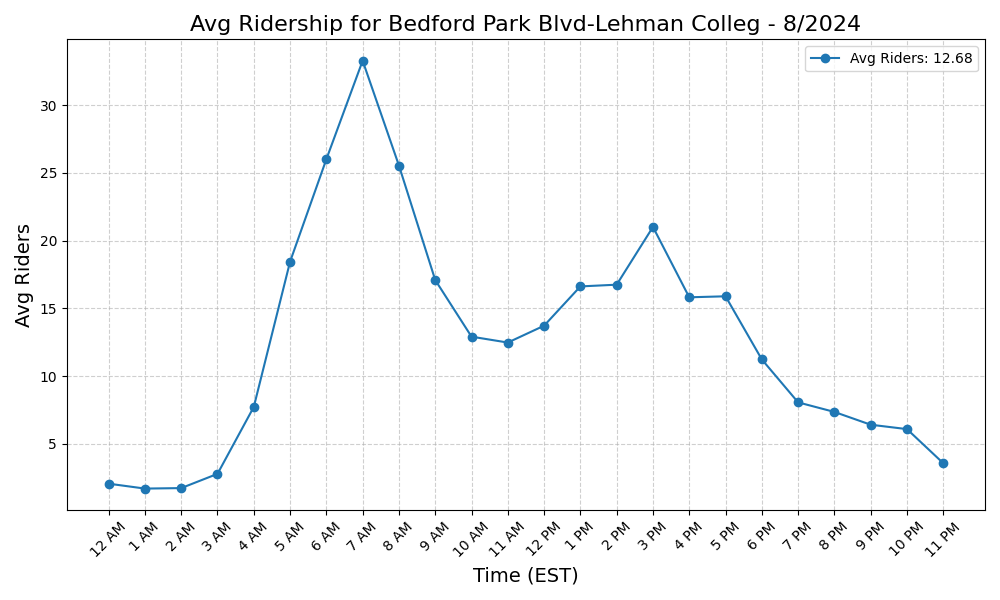 Avg Ridership for Bedford Park Blvd-Lehman Colleg - 8/2024
Avg Riders: 12.68
Avg Riders
30
25
20
15
10
5
12 AM
1 AM
2 AM
3 AM
4 AM
5 AM
6 AM
7 AM
8 AM
9 AM
10 AM
11 AM
12 PM
1 PM
2 PM
3 PM
4 PM
5 PM
6 PM
7 PM
8 PM
9 PM
10 PM
11 PM
Time (EST)